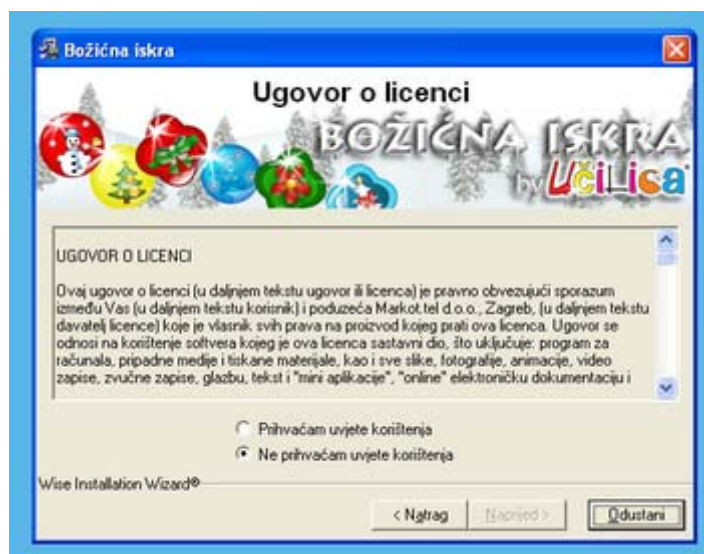 Božićna iskra
Ugovor o licenci
BOŽIĆNA ISKRA
by Učilica
UGOVOR O LICENCI
Ovaj ugovor o licenci (u daljnjem tekstu ugovor ili licenca) je pravno obvezujući sporazum
između Vas (u daljnjem tekstu korisnik) i poduzeća Markot.tel d.o.o., Zagreb, (u daljnjem tekstu
davatelj licence) koje je vlasnik svih prava na proizvod kojeg prati ova licenca. Ugovor se
odnosi na korištenje softvera kojeg je ova licenca sastavni dio, što uključuje: program za
računala, pripadne medije i tiskane materijale, kao i sve slike, fotografije, animacije, video
zapise, zvučne zapise, glazbu, tekst i "mini aplikacije", "online" elektroničku dokumentaciju i
Prihvaćam uvjete korištenja
Ne prihvaćam uvjete korištenja
Wise Installation Wizard®
< Natrag
Naprijed >
Odustani